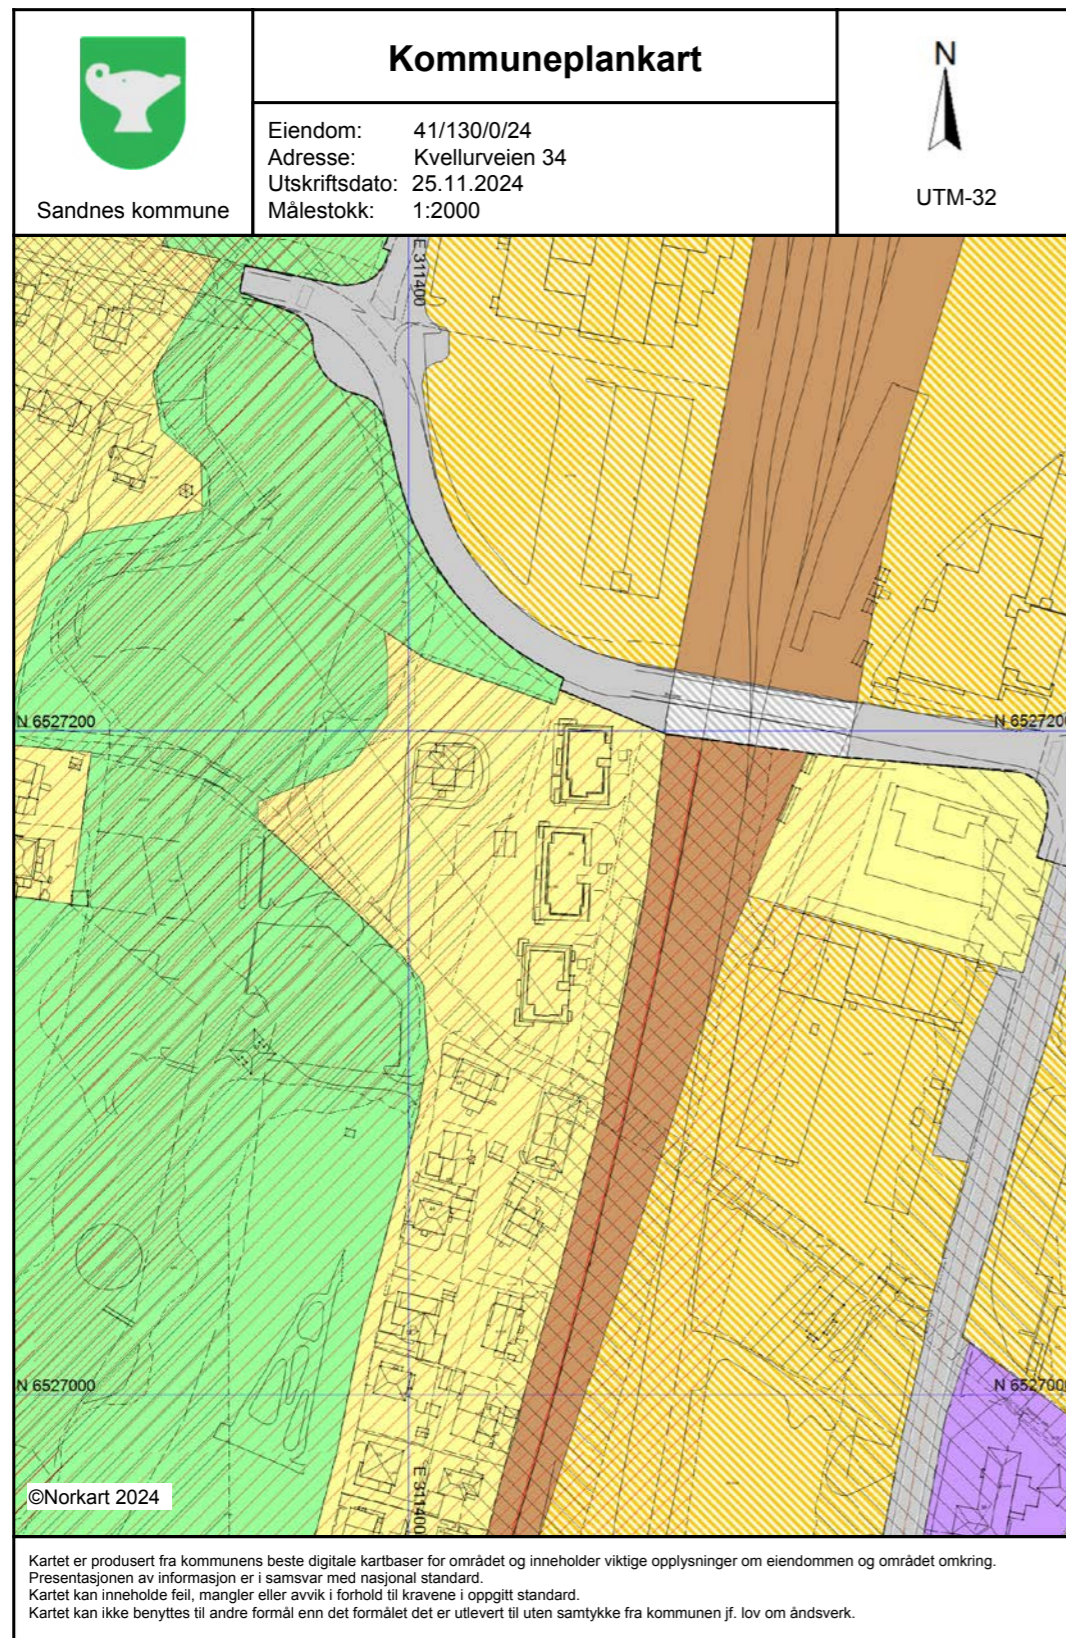 Kommuneplankart
Eiendom: 41/130/0/24
Adresse: Kvellurveien 34
Utskriftsdato: 25.11.2024
Målestokk: 1:2000
Sandnes kommune
N
UTM-32
E 311400
N 6527200
N 6527200
N 6527000
N 6527000
E 311400
©Norkart 2024
Kartet er produsert fra kommunens beste digitale kartbaser for området og inneholder viktige opplysninger om eiendommen og området omkring.
Presentasjonen av informasjon er i samsvar med nasjonal standard.
Kartet kan inneholde feil, mangler eller avvik i forhold til kravene i oppgitt standard.
Kartet kan ikke benyttes til andre formål enn det formålet det er utlevert til uten samtykke fra kommunen jf. lov om åndsverk.